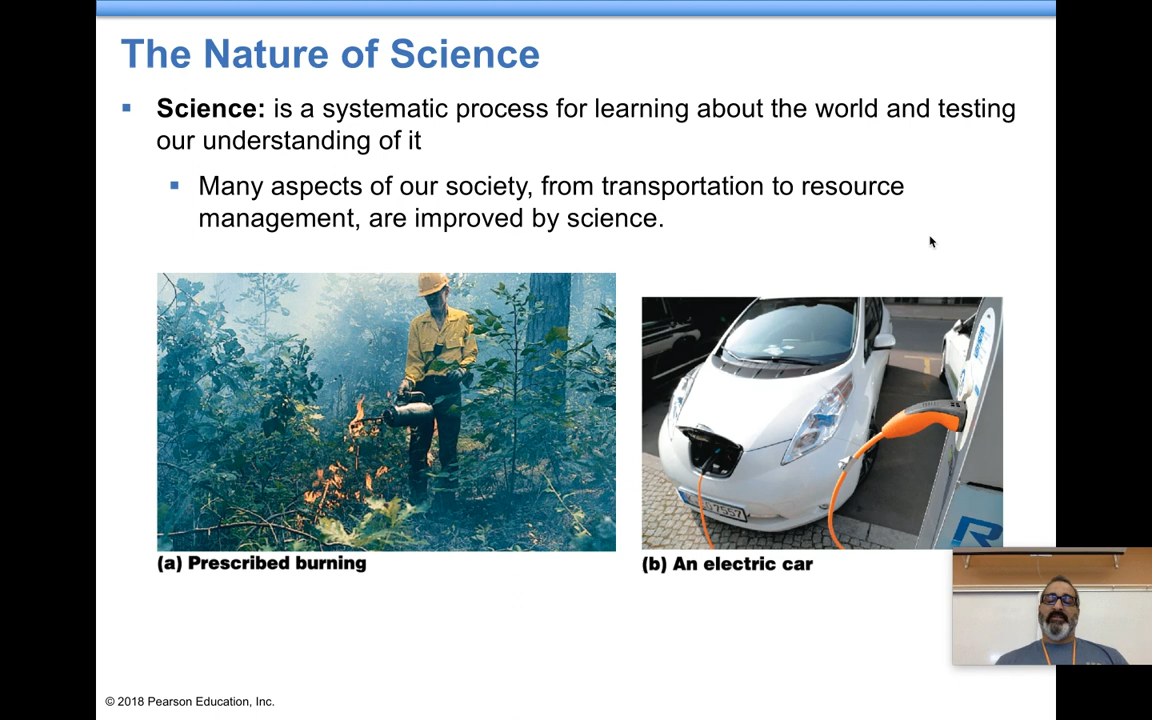 The Nature of Science
Science: is a systematic process for learning about the world and testing
our understanding of it
Many aspects of our society, from transportation to resource
management, are improved by science.
(a) Prescribed burning
(b) An electric car
© 2018 Pearson Education, Inc.